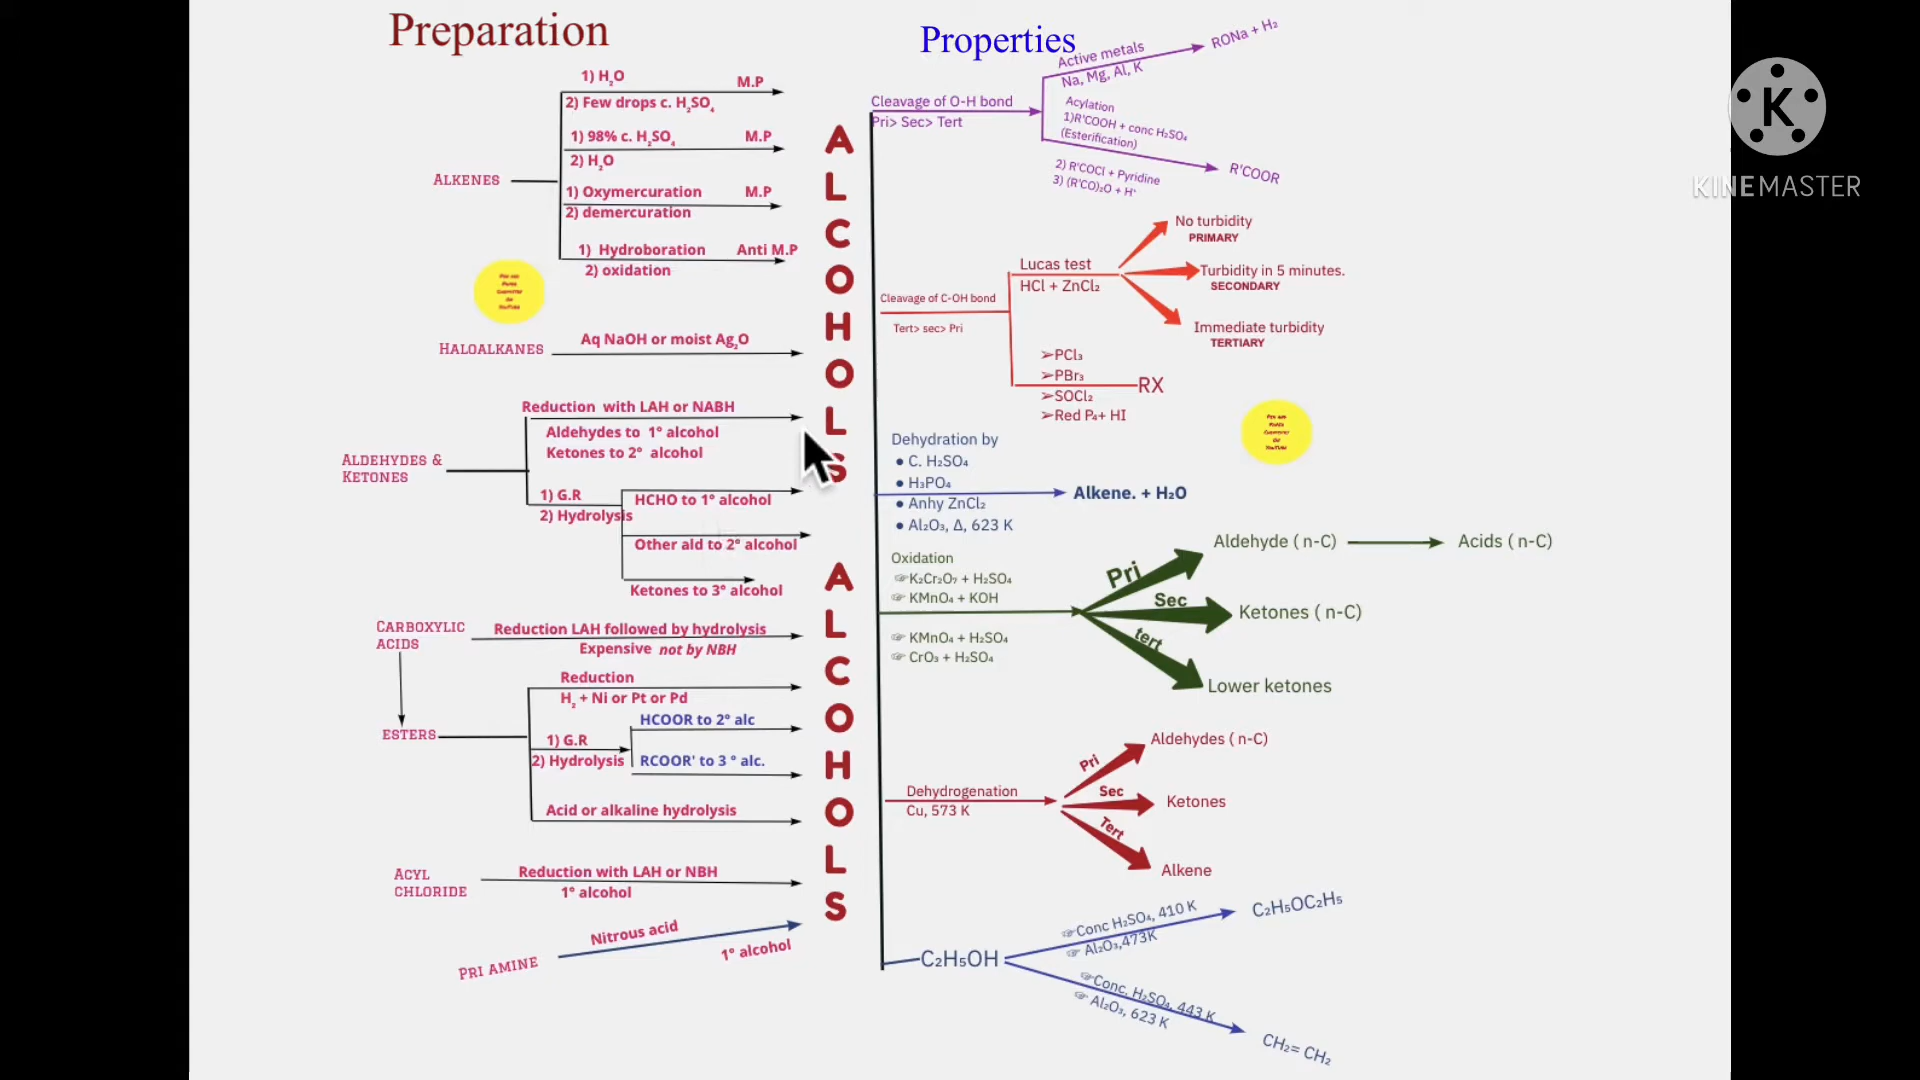 Preparation
1) H₂O M.P
2) Few drops c. H₂SO₄
1) 98% c. H₂SO₄ M.P
2) H₂O
ALKENES
1) Oxymercuration M.P
2) demercuration
1) Hydroboration Anti M.P
2) oxidation
HALOALKANES
Aq NaOH or moist Ag₂O
Reduction with LAH or NABH
Aldehydes to 1° alcohol
Ketones to 2° alcohol
ALDEHYDES &
KETONES
1) G.R
2) Hydrolysis
HCHO to 1° alcohol
Other ald to 2° alcohol
Ketones to 3° alcohol
CARBOXYLIC
ACIDS
Reduction LAH followed by hydrolysis
Expensive not by NBH
Reduction
H₂ + Ni or Pt or Pd
ESTERS
1) G.R
2) Hydrolysis
HCOOR to 2° alc
RCOOR' to 3 ° alc.
Acid or alkaline hydrolysis
ACYL
CHLORIDE
Reduction with LAH or NBH
1° alcohol
PRI AMINE
Nitrous acid
1° alcohol
ALCOHOLS
ALCOHOLS
Properties
Cleavage of O-H bond
Pri> Sec> Tert
Active metals
Na, Mg, Al, K
RONa + H₂
Acylation
1)R'COOH + conc H₂SO₄
(Esterification)
2) R'COCl + Pyridine
3) (R'CO)₂O + H⁺
R'COOR
Cleavage of C-OH bond
Tert> sec> Pri
Lucas test
HCl + ZnCl₂
No turbidity
PRIMARY
Turbidity in 5 minutes.
SECONDARY
Immediate turbidity
TERTIARY
➢PCl₃
➢PBr₃
➢SOCl₂
➢Red P₄+ HI
RX
Dehydration by
● C. H₂SO₄
● H₃PO₄
● Anhy ZnCl₂
● Al₂O₃, Δ, 623 K
Alkene. + H₂O
Oxidation
☞K₂Cr₂O₇ + H₂SO₄
☞ KMnO₄ + KOH
☞ KMnO₄ + H₂SO₄
☞ CrO₃ + H₂SO₄
Pri
Aldehyde ( n-C)
Acids ( n-C)
Sec
Ketones ( n-C)
tert
Lower ketones
Dehydrogenation
Cu, 573 K
Pri
Aldehydes ( n-C)
Sec
Ketones
Tert
Alkene
C₂H₅OH
☞Conc H₂SO₄, 410 K
☞ Al₂O₃,473K
C₂H₅OC₂H₅
☞Conc. H₂SO₄, 443 K
☞ Al₂O₃, 623 K
CH₂= CH₂
K
KINEMASTER